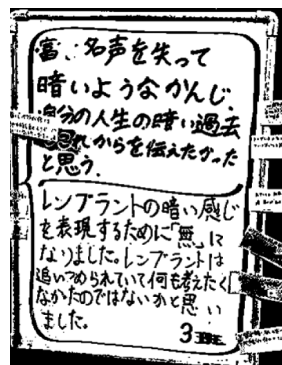 富、名声を失って
暗いようなかんじ.
自分の人生の暗い過去
これからを伝えたかった
と思う.
レンブラントの暗い感じ
を表現するために「無」に
なりました。レンブラントは
追いつめられていて何も考えたく
なかったのではないかと思い
ました。
3班